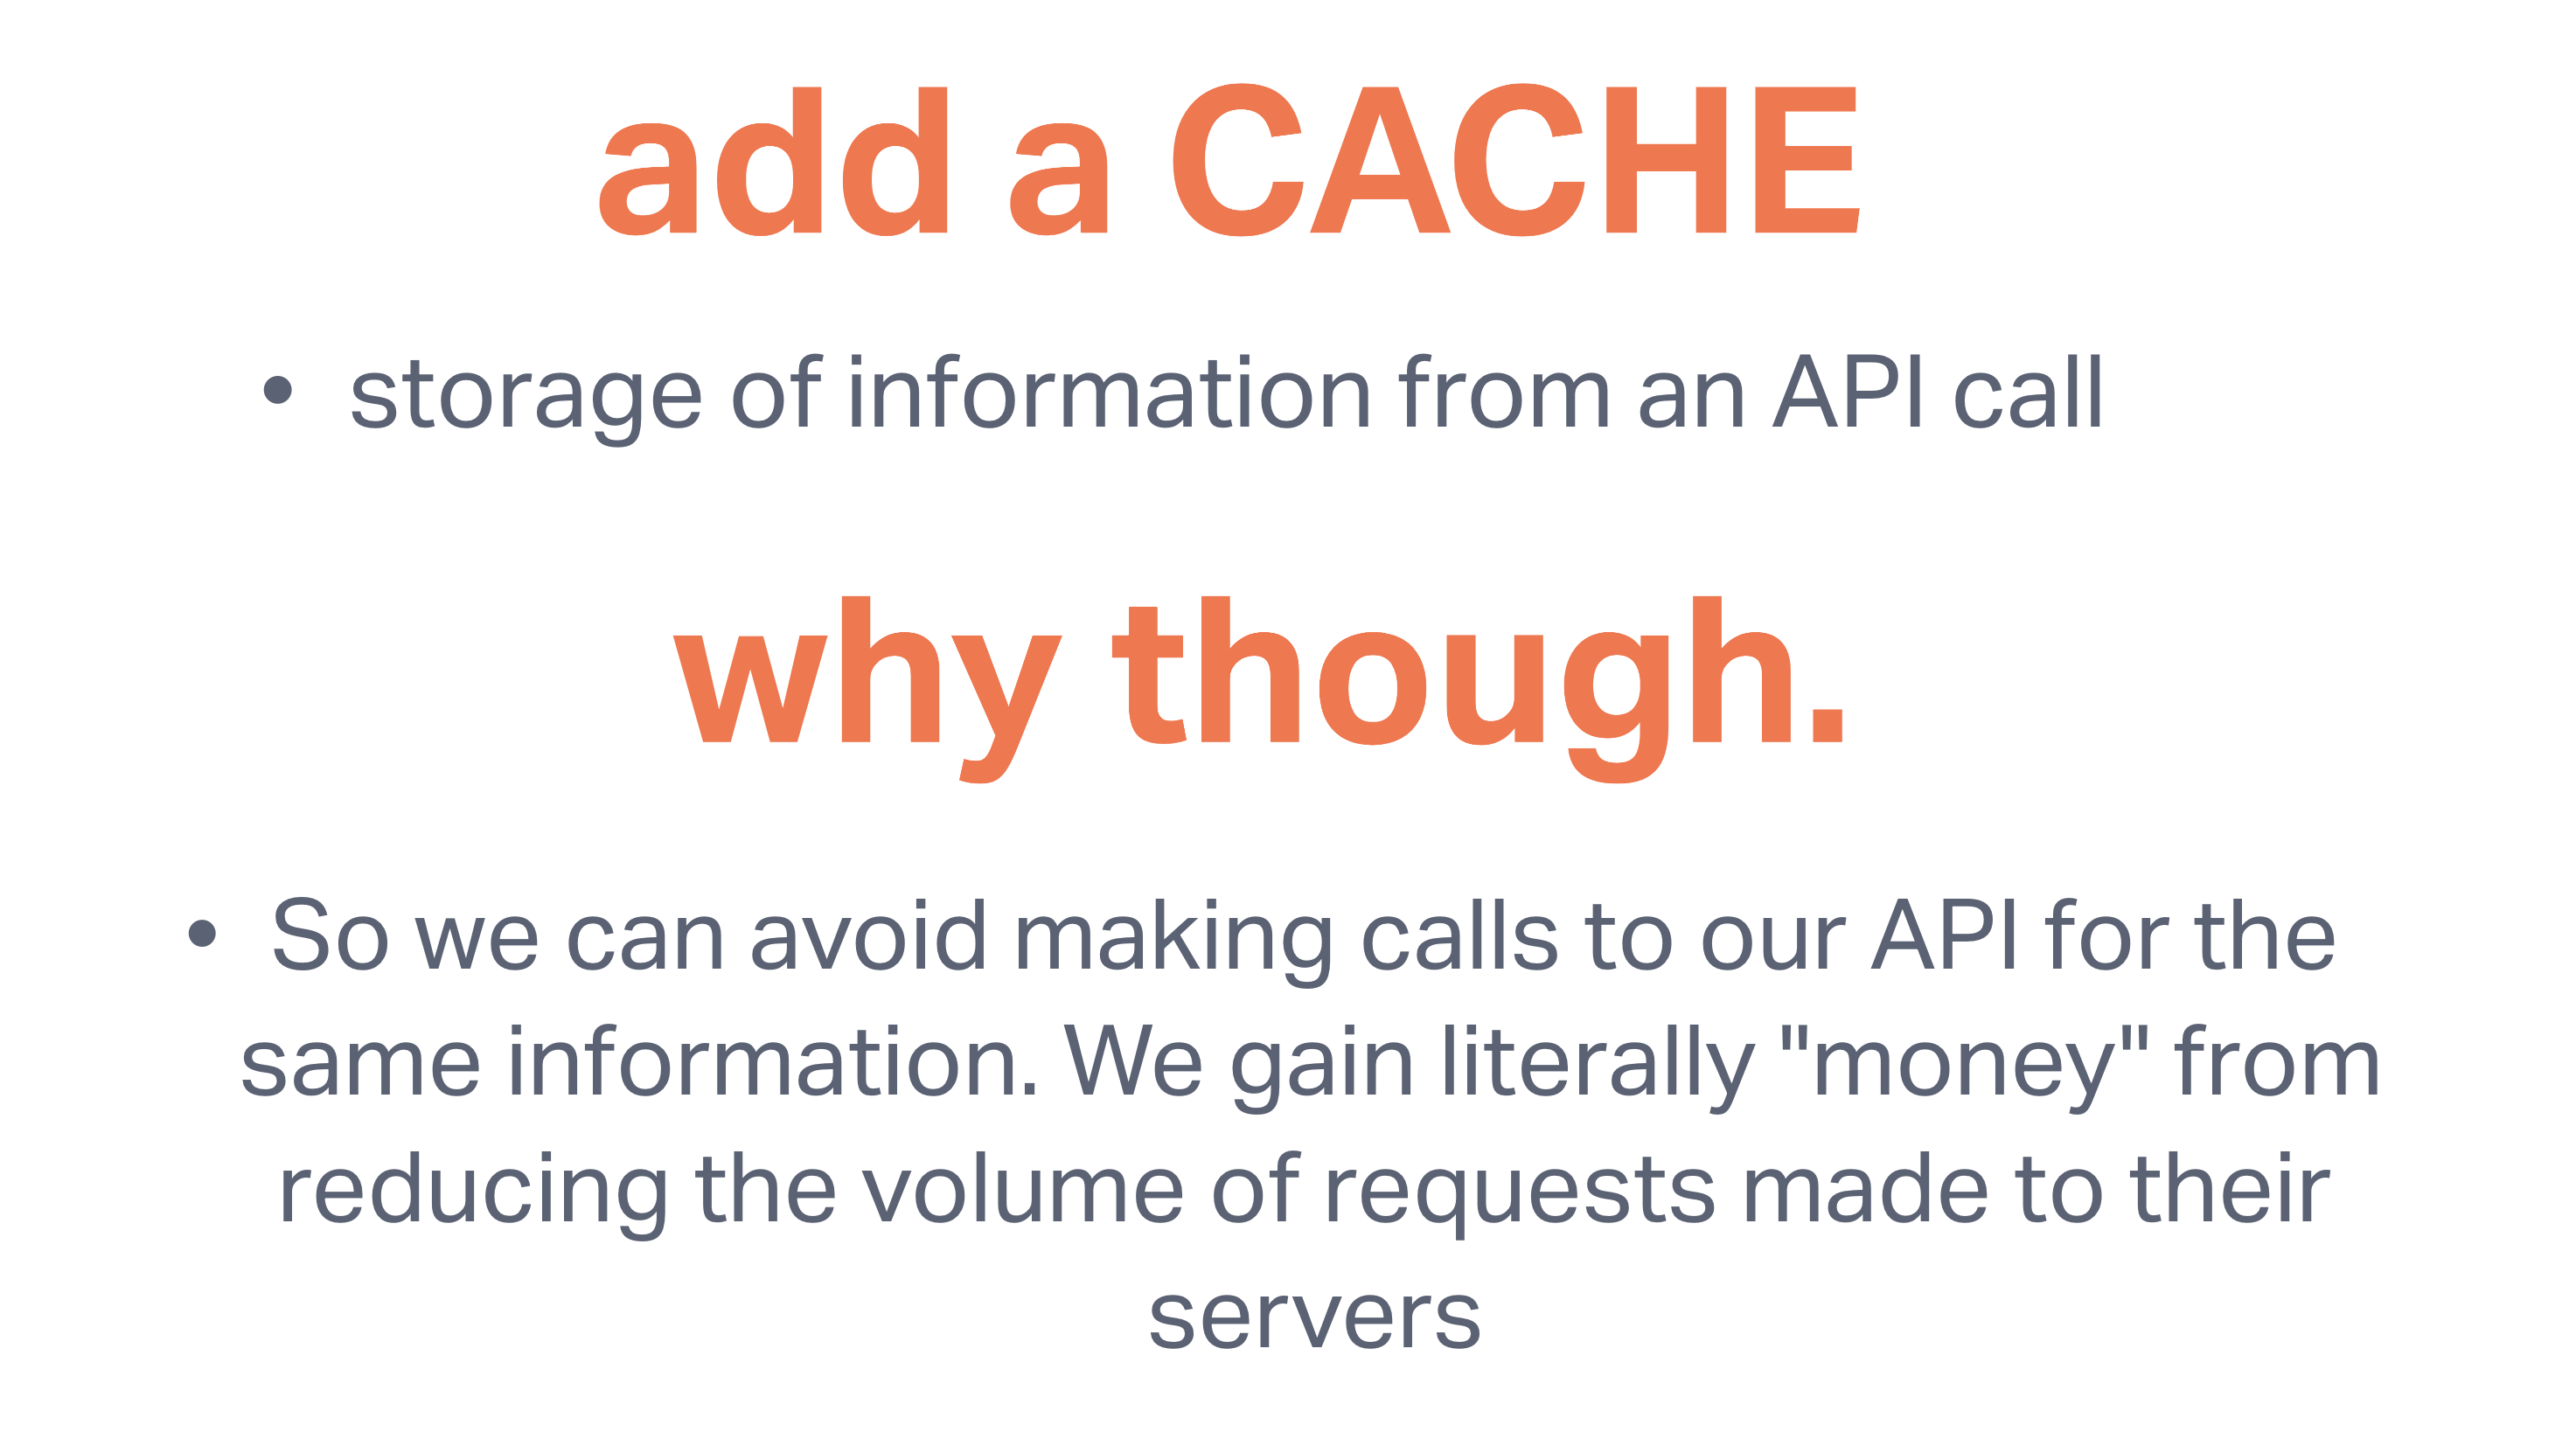 add a CACHE
• storage of information from an API call
why though.
• So we can avoid making calls to our API for the
same information. We gain literally "money" from
reducing the volume of requests made to their
servers